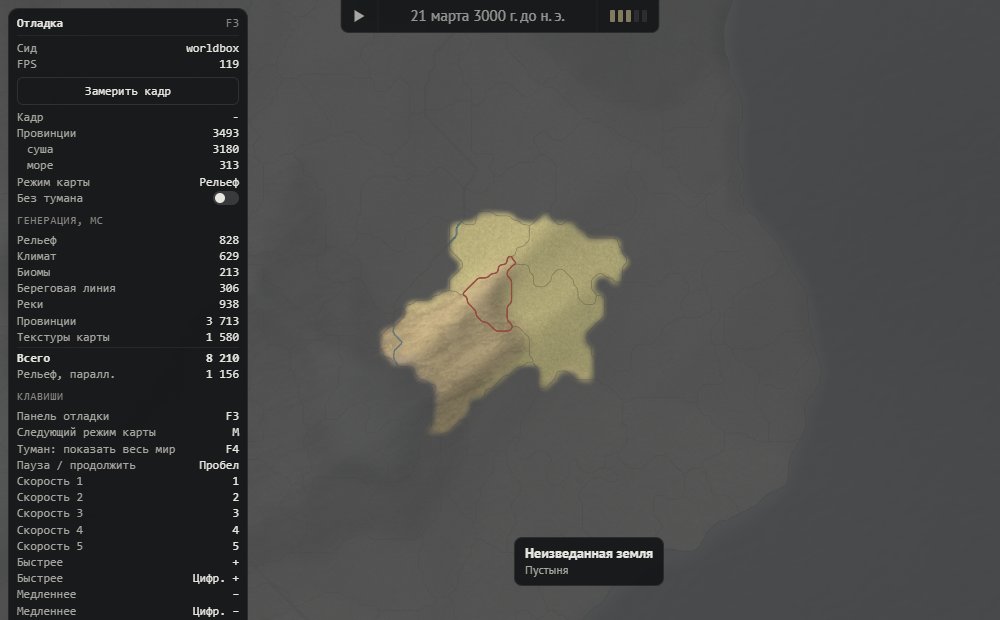 Отладка F3
21 марта 3000 г. до н. э.
Сид worldbox
FPS 119
Замерить кадр
Кадр -
Провинции 3493
суша 3180
море 313
Режим карты Рельеф
Без тумана
ГЕНЕРАЦИЯ, МС
Рельеф 828
Климат 629
Биомы 213
Береговая линия 306
Реки 938
Провинции 3 713
Текстуры карты 1 580
Всего 8 210
Рельеф, паралл. 1 156
КЛАВИШИ
Панель отладки F3
Следующий режим карты M
Туман: показать весь мир F4
Пауза / продолжить Пробел
Скорость 1 1
Скорость 2 2
Скорость 3 3
Скорость 4 4
Скорость 5 5
Быстрее +
Быстрее Цифр. +
Медленнее −
Медленнее Цифр. −
Неизведанная земля
Пустыня